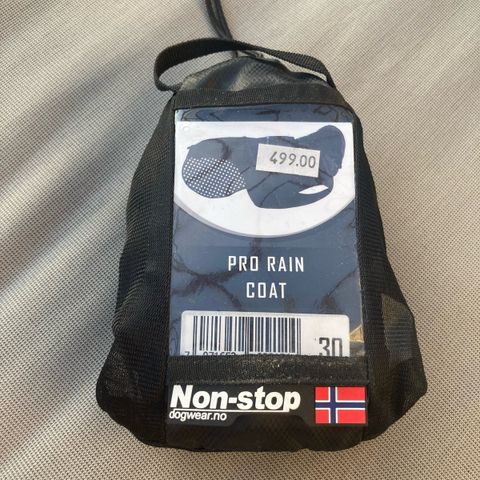 499.00
PRO RAIN
COAT
30
Non-stop
dogwear.no